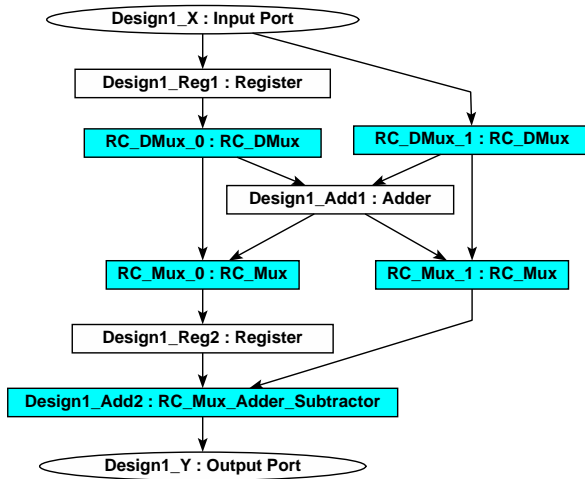 Design1_X : Input Port
Design1_Reg1 : Register
RC_DMux_0 : RC_DMux
RC_DMux_1 : RC_DMux
Design1_Add1 : Adder
RC_Mux_0 : RC_Mux
RC_Mux_1 : RC_Mux
Design1_Reg2 : Register
Design1_Add2 : RC_Mux_Adder_Subtractor
Design1_Y : Output Port